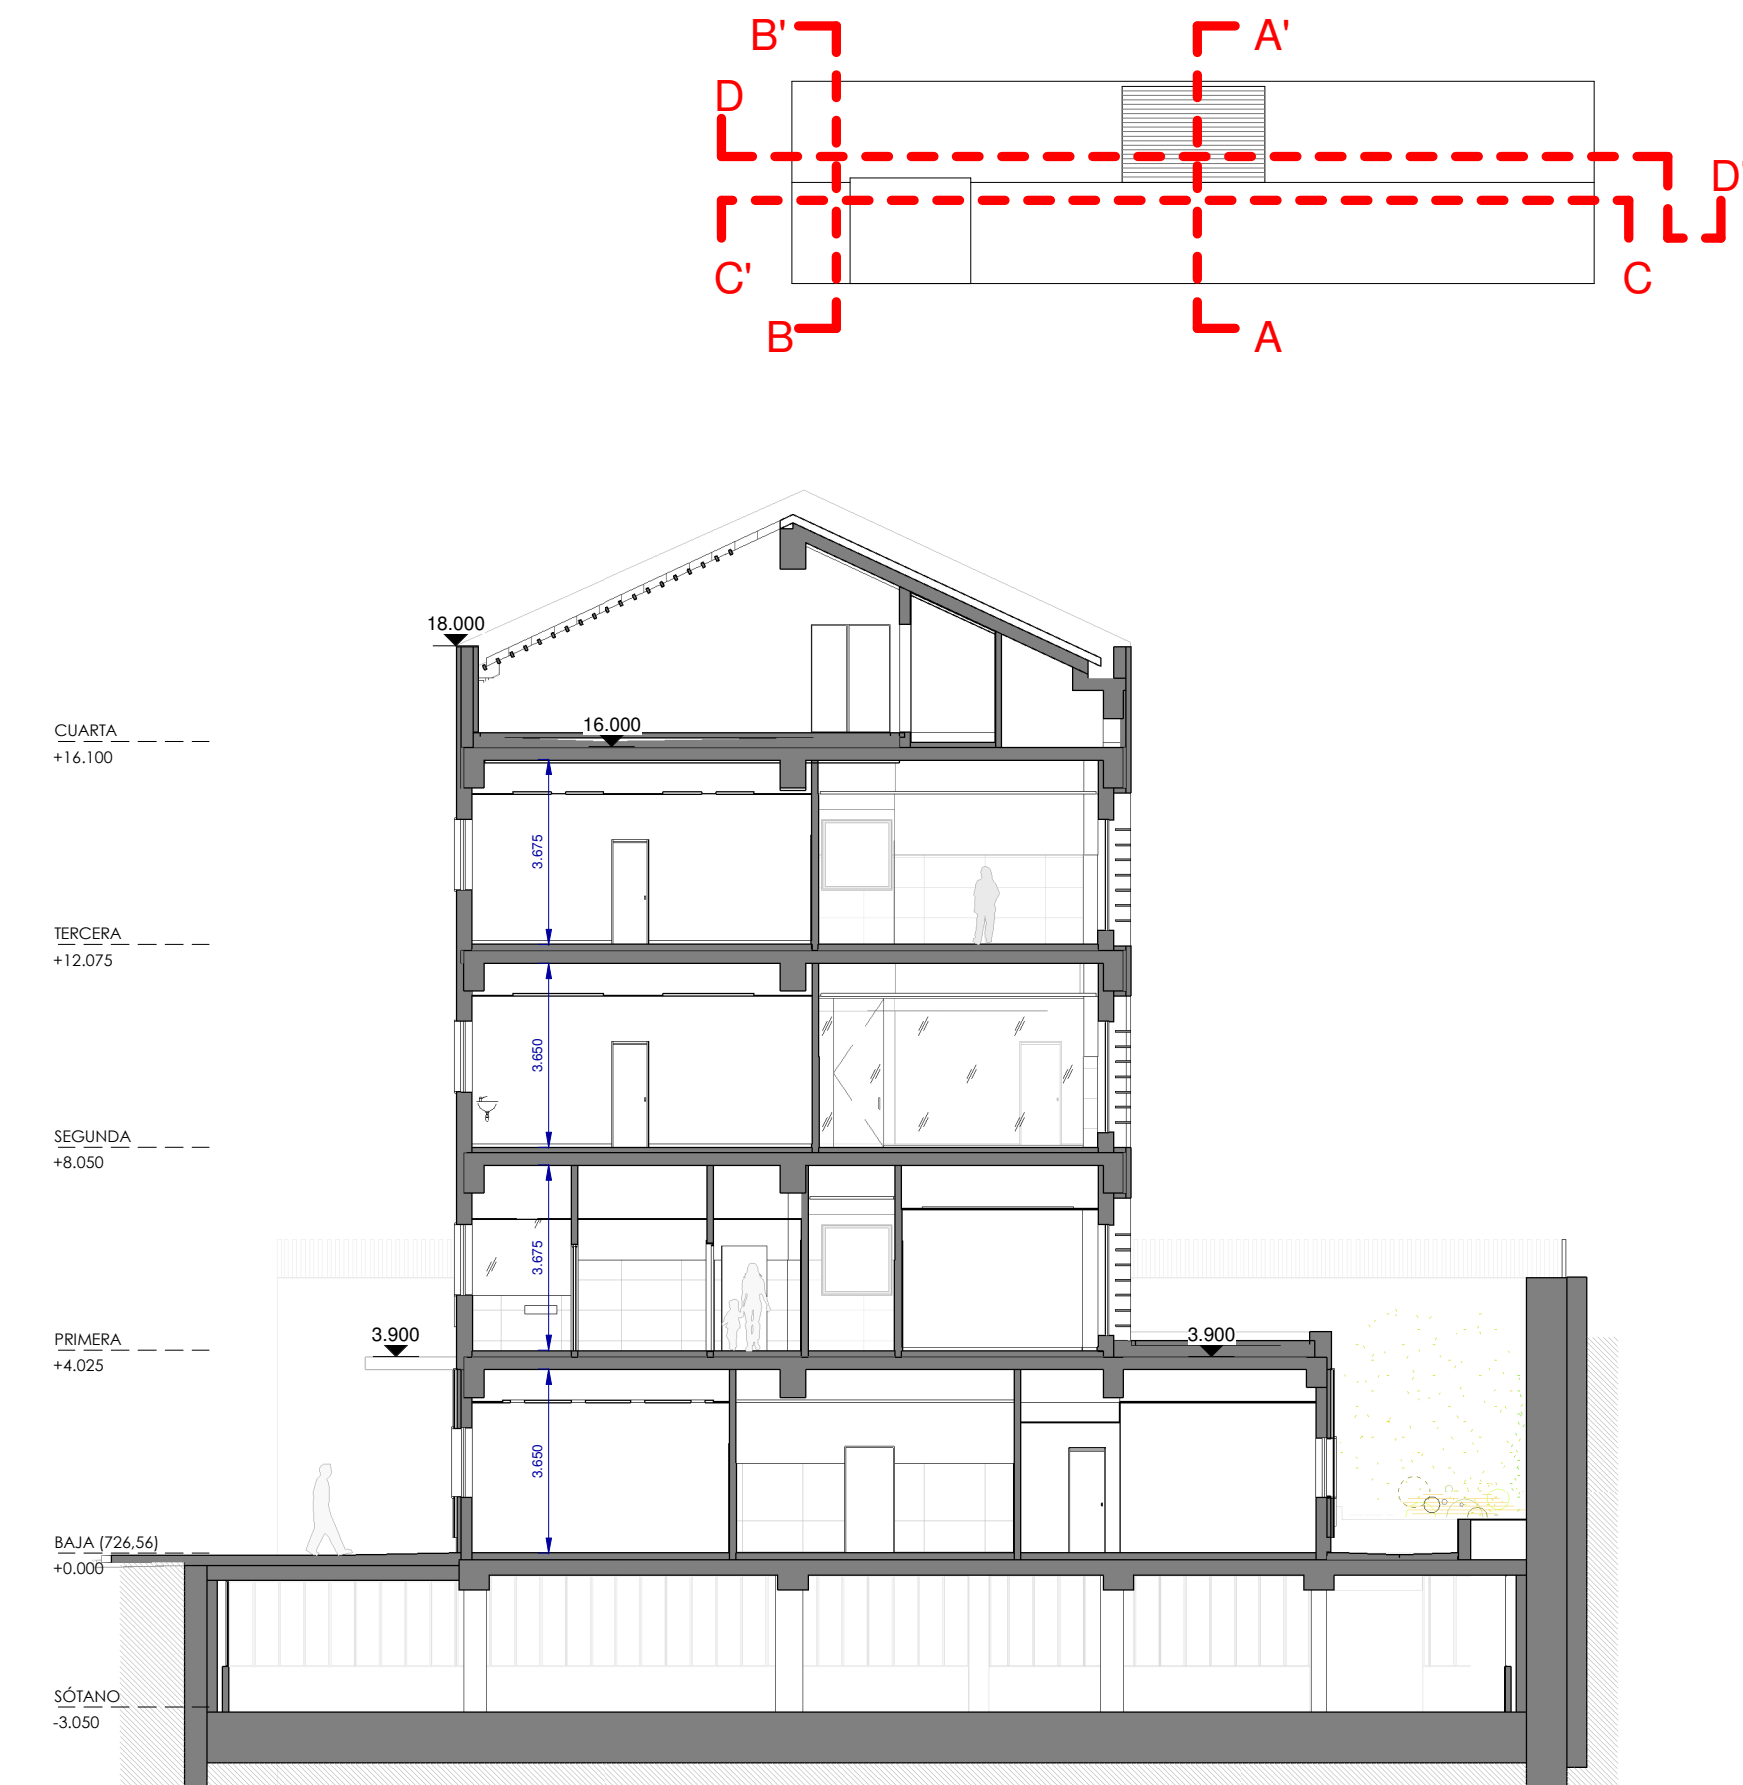 B'
A'
D
D'
C'
C
B
A
18.000
CUARTA
+16.100
16.000
3.675
TERCERA
+12.075
3.650
SEGUNDA
+8.050
3.675
PRIMERA
+4.025
3.900
3.900
3.650
BAJA (726,56)
+0.000
SÓTANO
-3.050